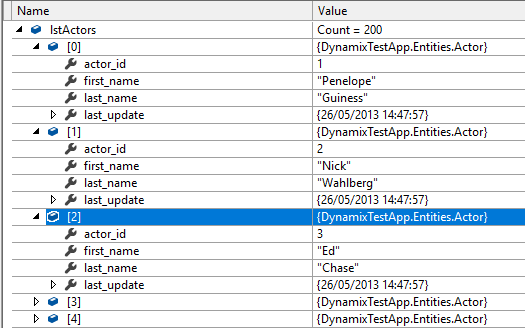 Name Value
lstActors Count = 200
[0] {DynamixTestApp.Entities.Actor}
actor_id 1
first_name "Penelope"
last_name "Guiness"
last_update {26/05/2013 14:47:57}
[1] {DynamixTestApp.Entities.Actor}
actor_id 2
first_name "Nick"
last_name "Wahlberg"
last_update {26/05/2013 14:47:57}
[2] {DynamixTestApp.Entities.Actor}
actor_id 3
first_name "Ed"
last_name "Chase"
last_update {26/05/2013 14:47:57}
[3] {DynamixTestApp.Entities.Actor}
[4] {DynamixTestApp.Entities.Actor}